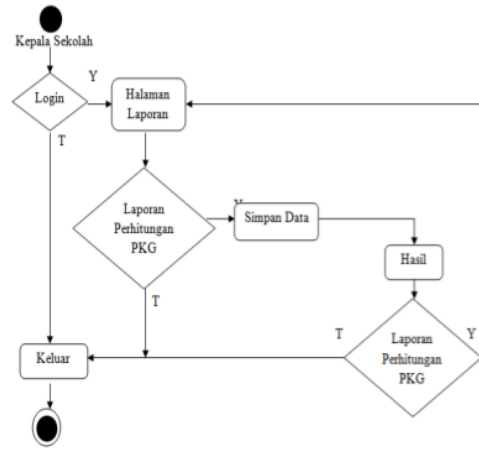 Kepala Sekolah
Y
Login
Halaman
Laporan
T
Laporan
Perhitungan
PKG
Y
Simpan Data
Hasil
T
T
Laporan
Perhitungan
PKG
Y
Keluar